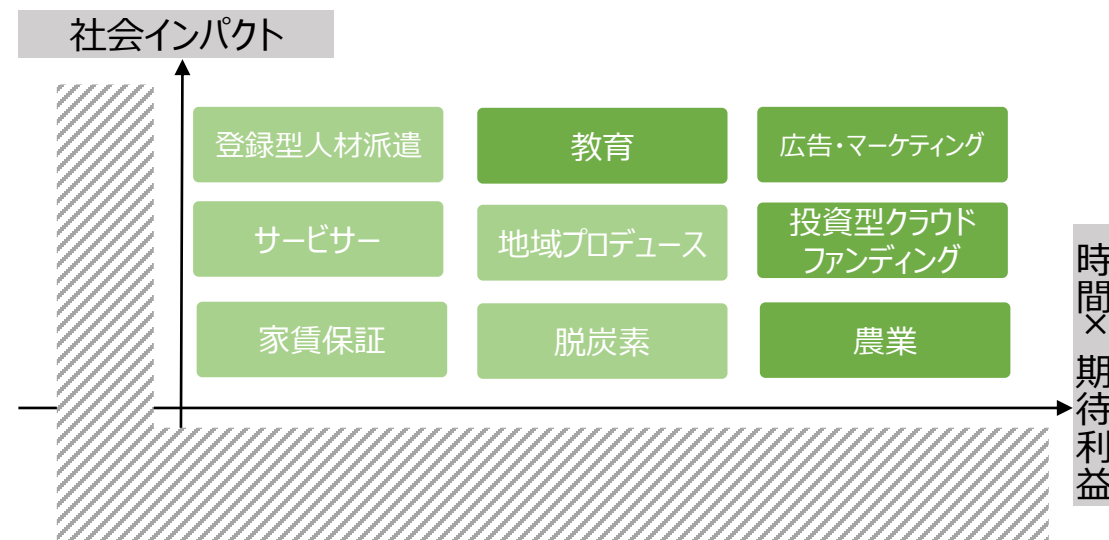 社会インパクト
登録型人材派遣
教育
広告・マーケティング
サービサー
地域プロデュース
投資型クラウド
ファンディング
家賃保証
脱炭素
農業
時間×期待利益